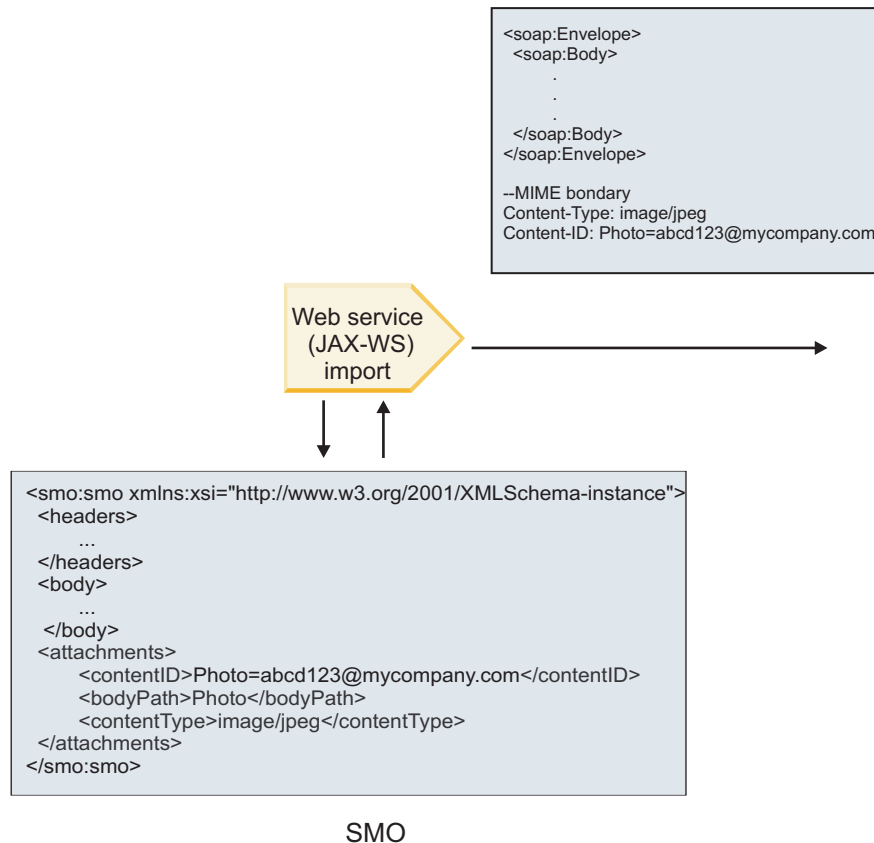 <soap:Envelope>
<soap:Body>
.
.
.
</soap:Body>
</soap:Envelope>
--MIME bondary
Content-Type: image/jpeg
Content-ID: Photo=abcd123@mycompany.com
Web service
(JAX-WS)
import
<smo:smo xmlns:xsi="http://www.w3.org/2001/XMLSchema-instance">
<headers>
...
</headers>
<body>
...
</body>
<attachments>
<contentID>Photo=abcd123@mycompany.com</contentID>
<bodyPath>Photo</bodyPath>
<contentType>image/jpeg</contentType>
</attachments>
</smo:smo>
SMO